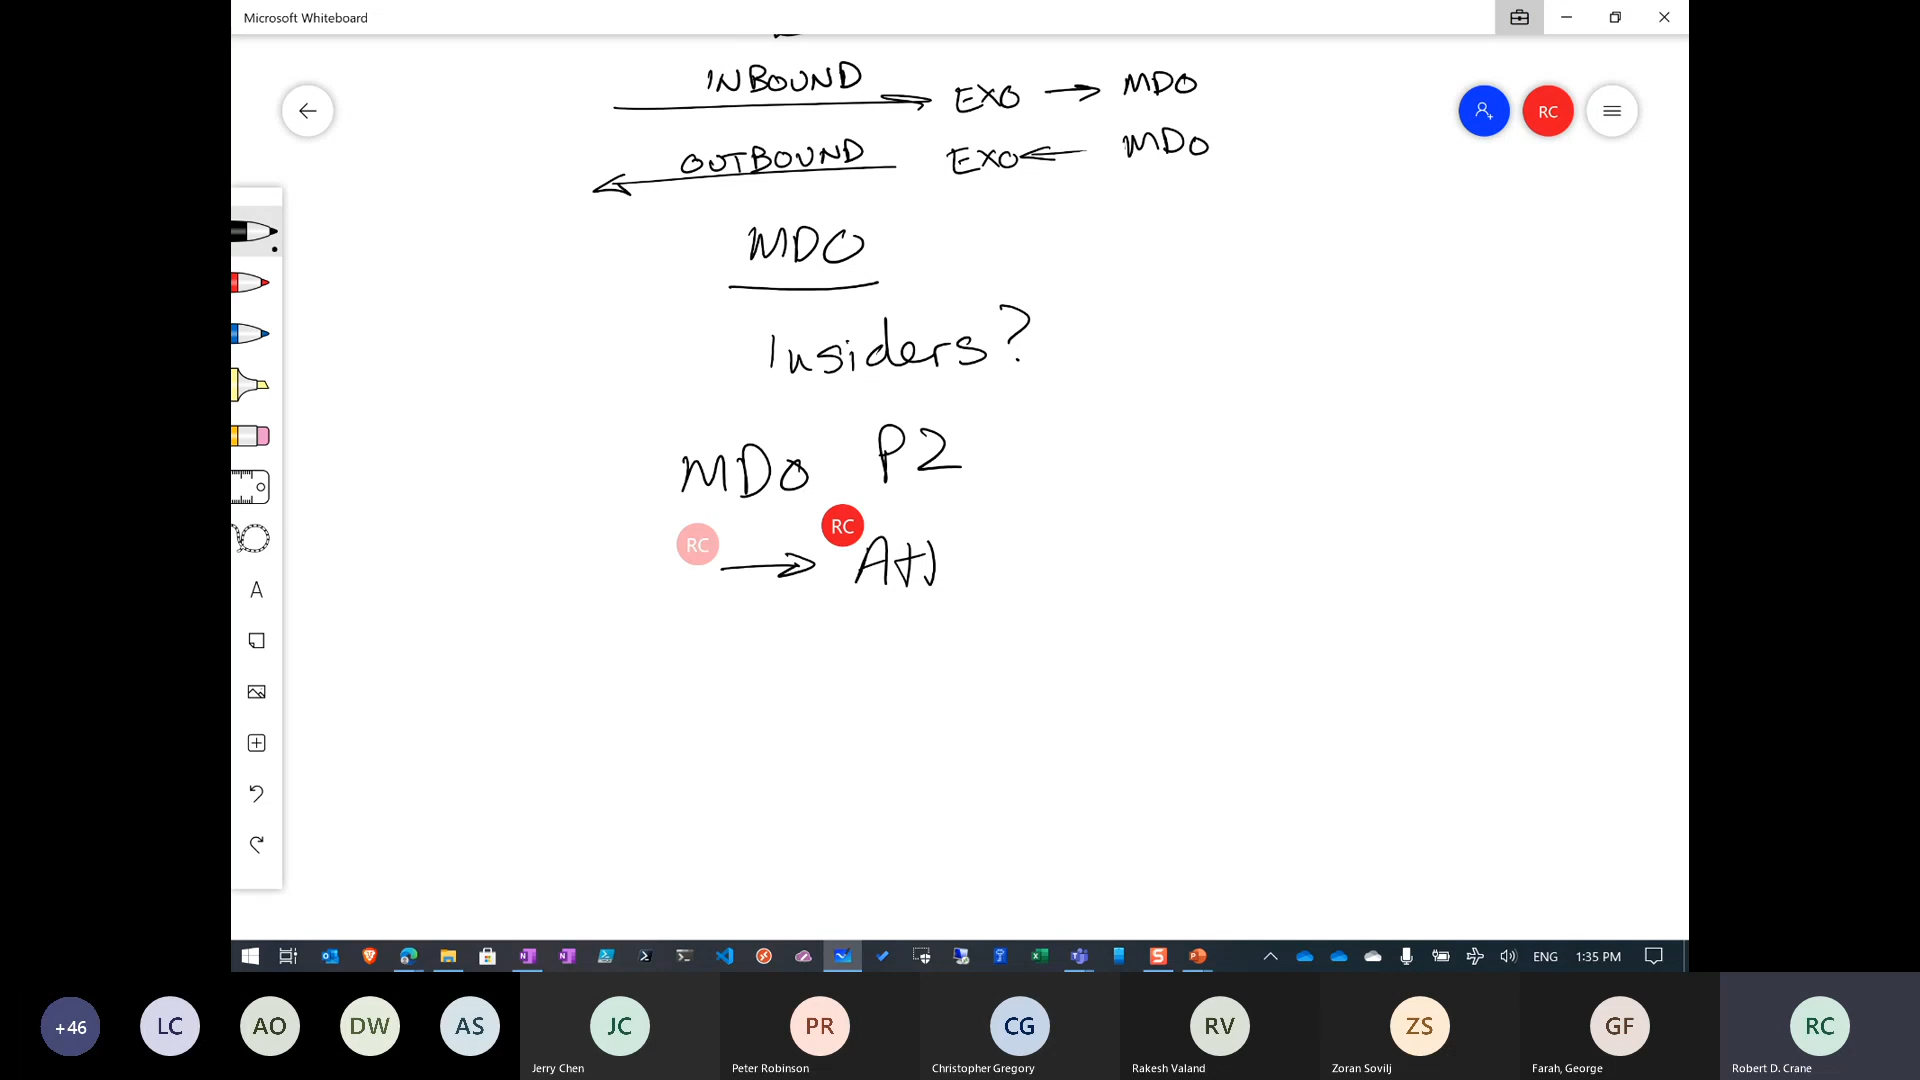 Microsoft Whiteboard
INBOUND EXO MDO
OUTBOUND EXO MDO
MDO
Insiders?
MDO P2
RC
RC
RC
A
ENG 1:35 PM
+46 LC AO DW AS JC PR CG RV ZS GF RC
Jerry Chen Peter Robinson Christopher Gregory Rakesh Valand Zoran Sovilj Farah, George Robert D. Crane